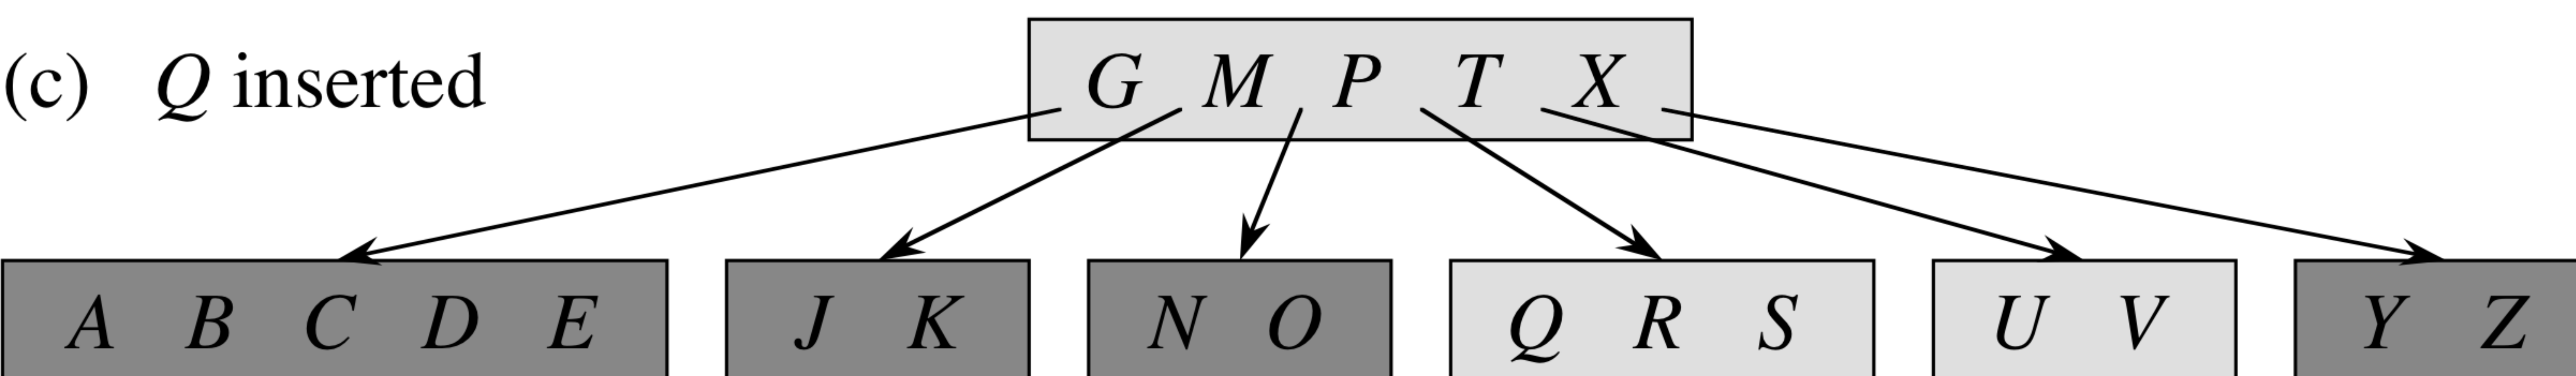 (c) Q inserted
G M P T X
A B C D E
J K
N O
Q R S
U V
Y Z